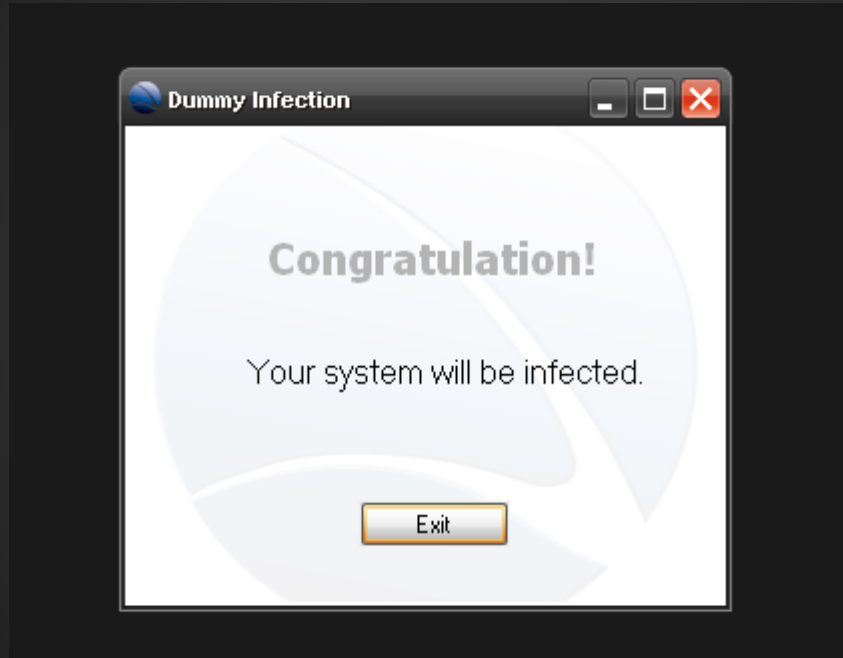 Dummy Infection
Congratulation!
Your system will be infected.
Exit